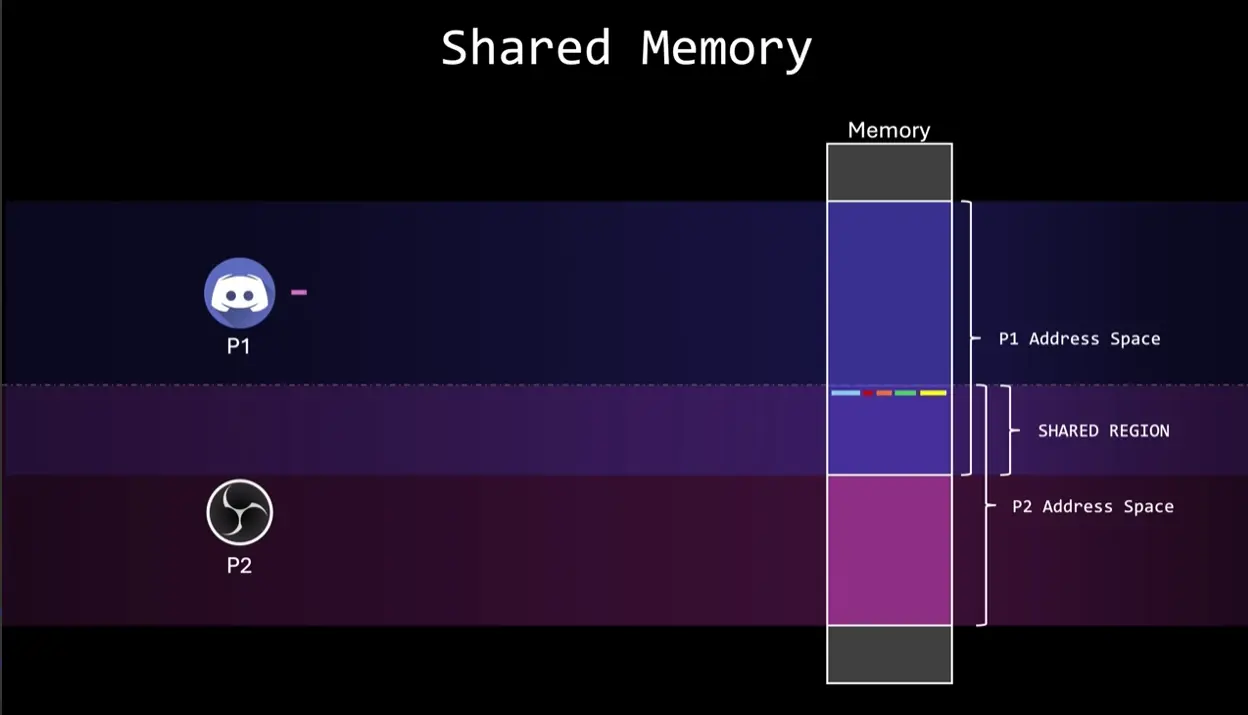 Shared Memory
Memory
P1
P1 Address Space
SHARED REGION
P2 Address Space
P2